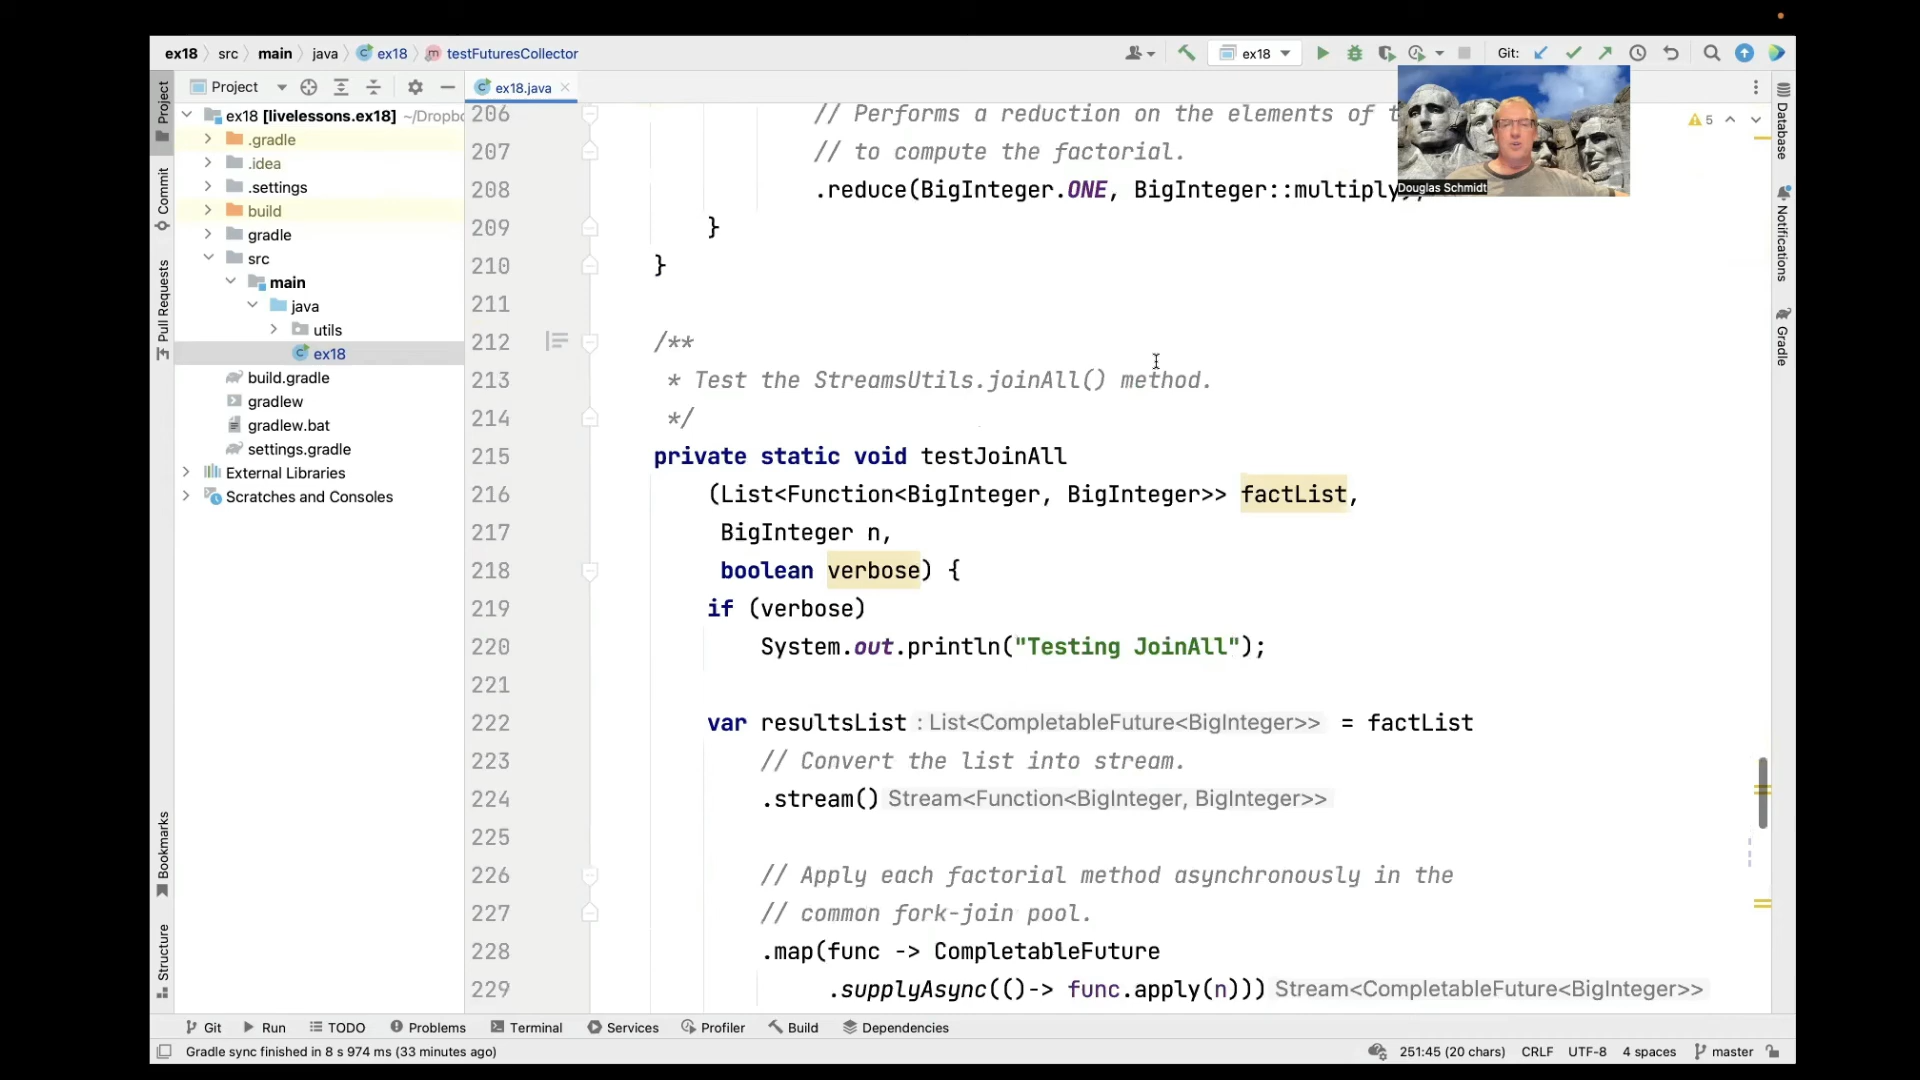 ex18 src main java ex18 testFuturesCollector
ex18
Git:
Project
ex18.java
ex18 [livelessons.ex18] ~/Dropbo
.gradle
.idea
.settings
build
gradle
src
main
java
utils
ex18
build.gradle
gradlew
gradlew.bat
settings.gradle
External Libraries
Scratches and Consoles
Project
Commit
Pull Requests
Bookmarks
Structure
206 // Performs a reduction on the elements of t
207 // to compute the factorial.
208 .reduce(BigInteger.ONE, BigInteger::multiply);
209 }
210 }
211
212 /**
213 * Test the StreamsUtils.joinAll() method.
214 */
215 private static void testJoinAll
216 (List<Function<BigInteger, BigInteger>> factList,
217 BigInteger n,
218 boolean verbose) {
219 if (verbose)
220 System.out.println("Testing JoinAll");
221
222 var resultsList : List<CompletableFuture<BigInteger>> = factList
223 // Convert the list into stream.
224 .stream() Stream<Function<BigInteger, BigInteger>>
225
226 // Apply each factorial method asynchronously in the
227 // common fork-join pool.
228 .map(func -> CompletableFuture
229 .supplyAsync(()-> func.apply(n))) Stream<CompletableFuture<BigInteger>>
5
Douglas Schmidt
Database
Notifications
Gradle
Git Run TODO Problems Terminal Services Profiler Build Dependencies
Gradle sync finished in 8 s 974 ms (33 minutes ago) 251:45 (20 chars) CRLF UTF-8 4 spaces master